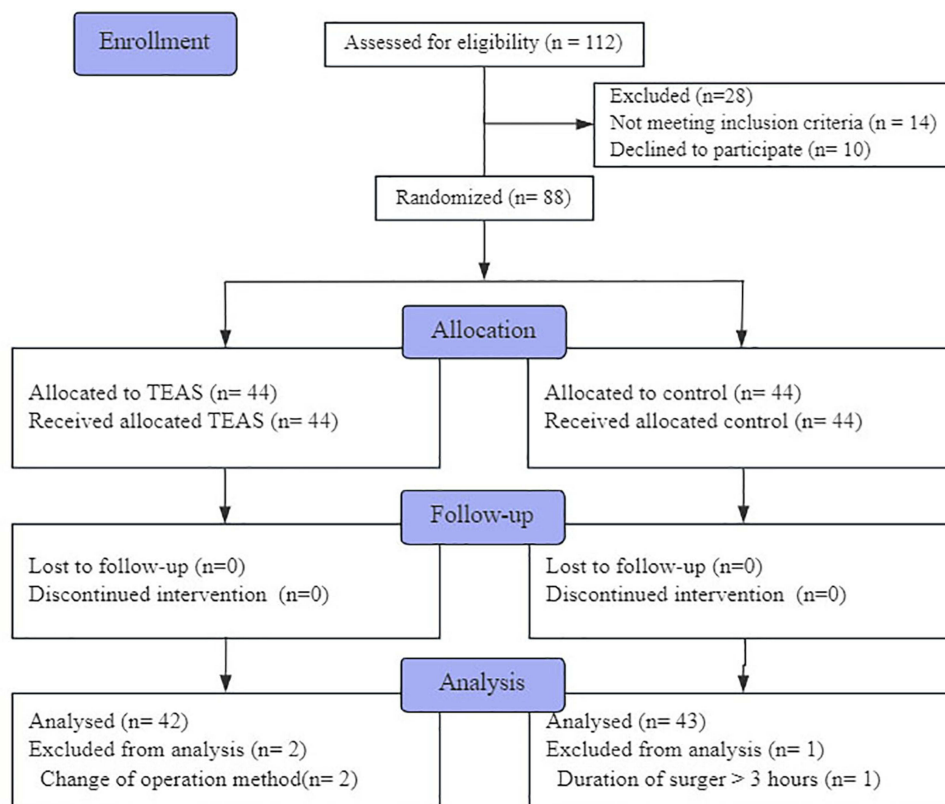 Enrollment
Assessed for eligibility (n = 112)
Excluded (n=28)
Not meeting inclusion criteria (n = 14)
Declined to participate (n= 10)
Randomized (n= 88)
Allocation
Allocated to TEAS (n= 44)
Received allocated TEAS (n= 44)
Allocated to control (n= 44)
Received allocated control (n= 44)
Follow-up
Lost to follow-up (n=0)
Discontinued intervention (n=0)
Lost to follow-up (n=0)
Discontinued intervention (n=0)
Analysis
Analysed (n= 42)
Excluded from analysis (n= 2)
Change of operation method(n= 2)
Analysed (n= 43)
Excluded from analysis (n= 1)
Duration of surger > 3 hours (n= 1)